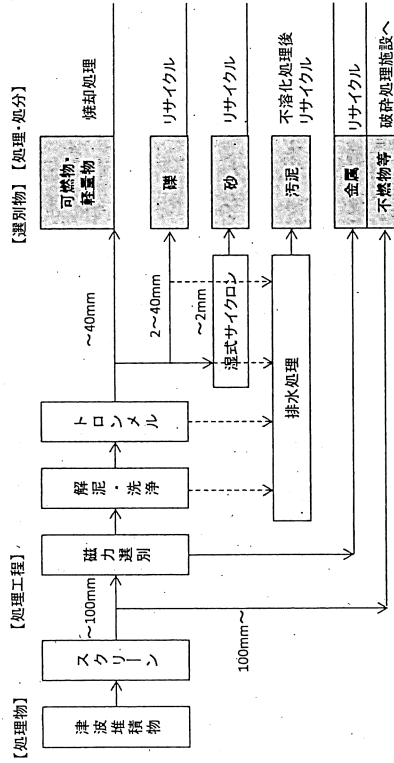 【処理物】
【処理工程】
【選別物】
【処理・処分】
津波堆積物
スクリーン
～100mm
100mm～
磁力選別
解泥・洗浄
トロンメル
～40mm
2～40mm
～2mm
湿式サイクロン
排水処理
可燃物・
軽量物
焼却処理
礫
リサイクル
砂
リサイクル
汚泥
不溶化処理後
リサイクル
金属
リサイクル
不燃物等
破砕処理施設へ